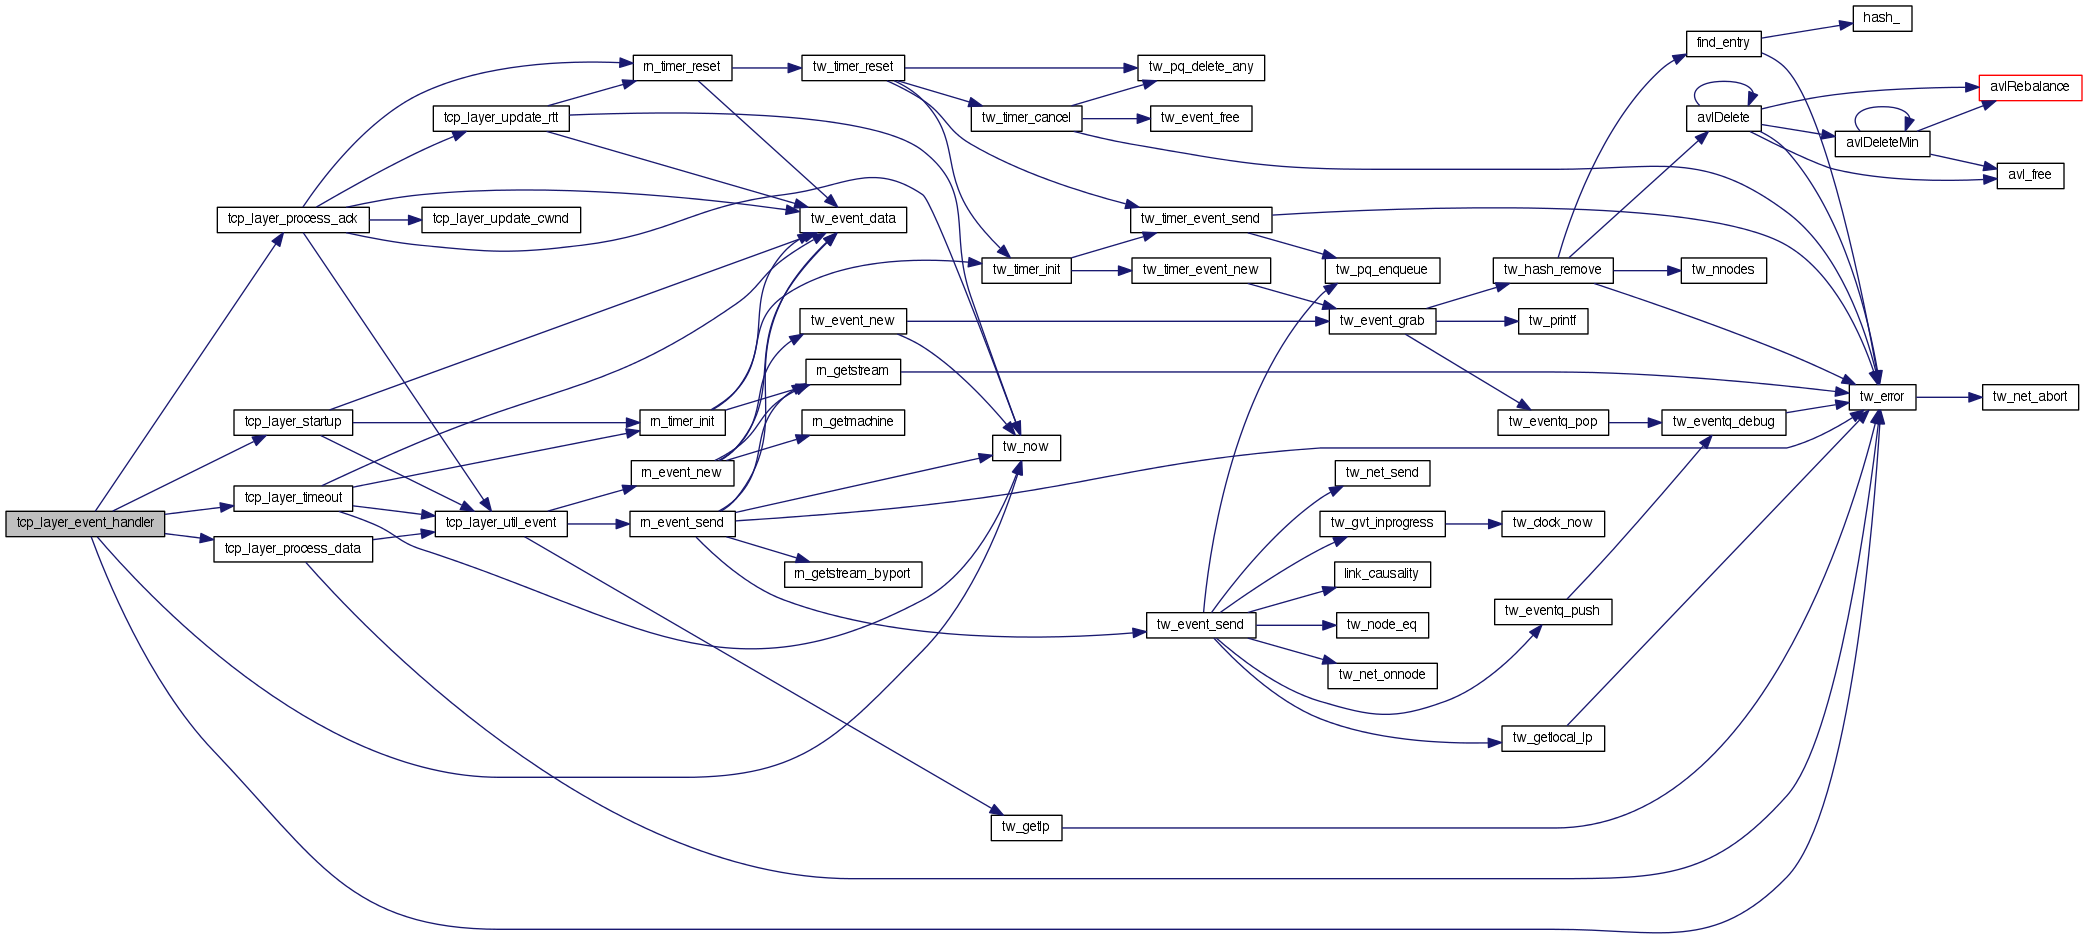 hash_
find_entry
rn_timer_reset
tw_timer_reset
tw_pq_delete_any
avlRebalance
tcp_layer_update_rtt
tw_timer_cancel
tw_event_free
avlDelete
avlDeleteMin
avl_free
tcp_layer_process_ack
tcp_layer_update_cwnd
tw_event_data
tw_timer_event_send
tw_timer_init
tw_timer_event_new
tw_pq_enqueue
tw_hash_remove
tw_nnodes
tw_event_new
tw_event_grab
tw_printf
rn_getstream
tw_error
tw_net_abort
tcp_layer_startup
rn_timer_init
rn_getmachine
tw_eventq_pop
tw_eventq_debug
tw_now
rn_event_new
tw_net_send
tcp_layer_timeout
tcp_layer_event_handler
tcp_layer_util_event
rn_event_send
tw_gvt_inprogress
tw_clock_now
tcp_layer_process_data
rn_getstream_byport
link_causality
tw_eventq_push
tw_event_send
tw_node_eq
tw_net_onnode
tw_getlocal_lp
tw_getlp